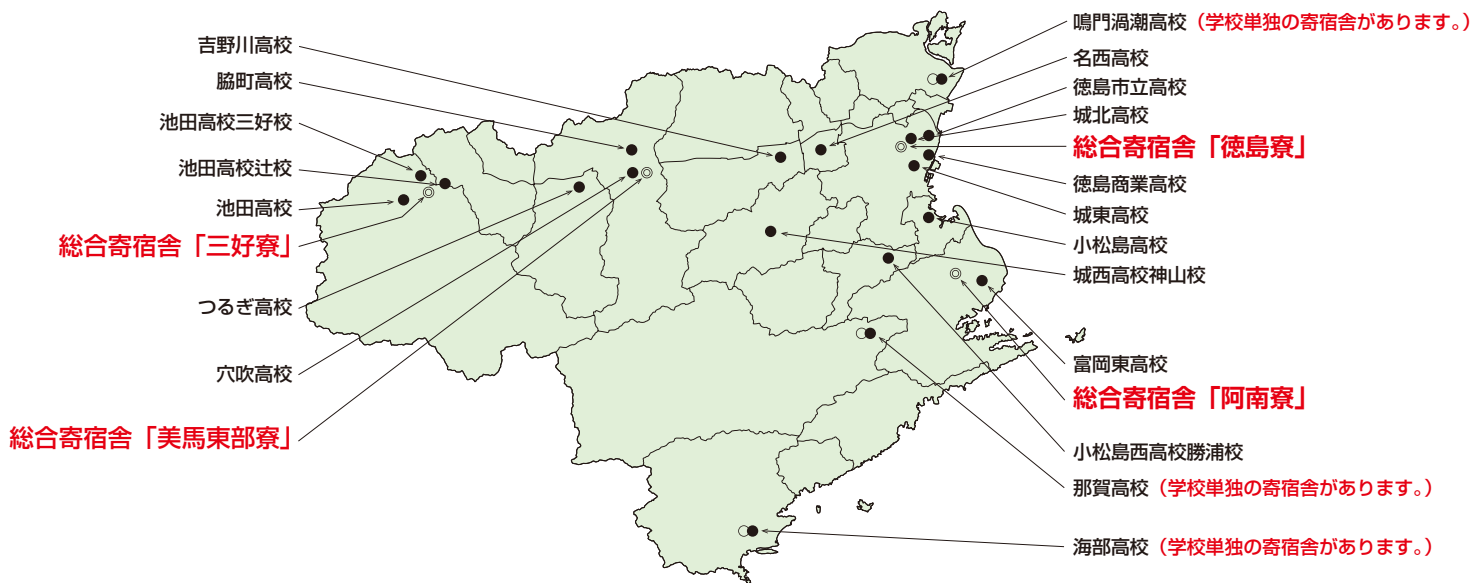 吉野川高校
脇町高校
池田高校三好校
池田高校辻校
池田高校
総合寄宿舎「三好寮」
つるぎ高校
穴吹高校
総合寄宿舎「美馬東部寮」
鳴門渦潮高校（学校単独の寄宿舎があります。）
名西高校
徳島市立高校
城北高校
総合寄宿舎「徳島寮」
徳島商業高校
城東高校
小松島高校
城西高校神山校
富岡東高校
総合寄宿舎「阿南寮」
小松島西高校勝浦校
那賀高校（学校単独の寄宿舎があります。）
海部高校（学校単独の寄宿舎があります。）